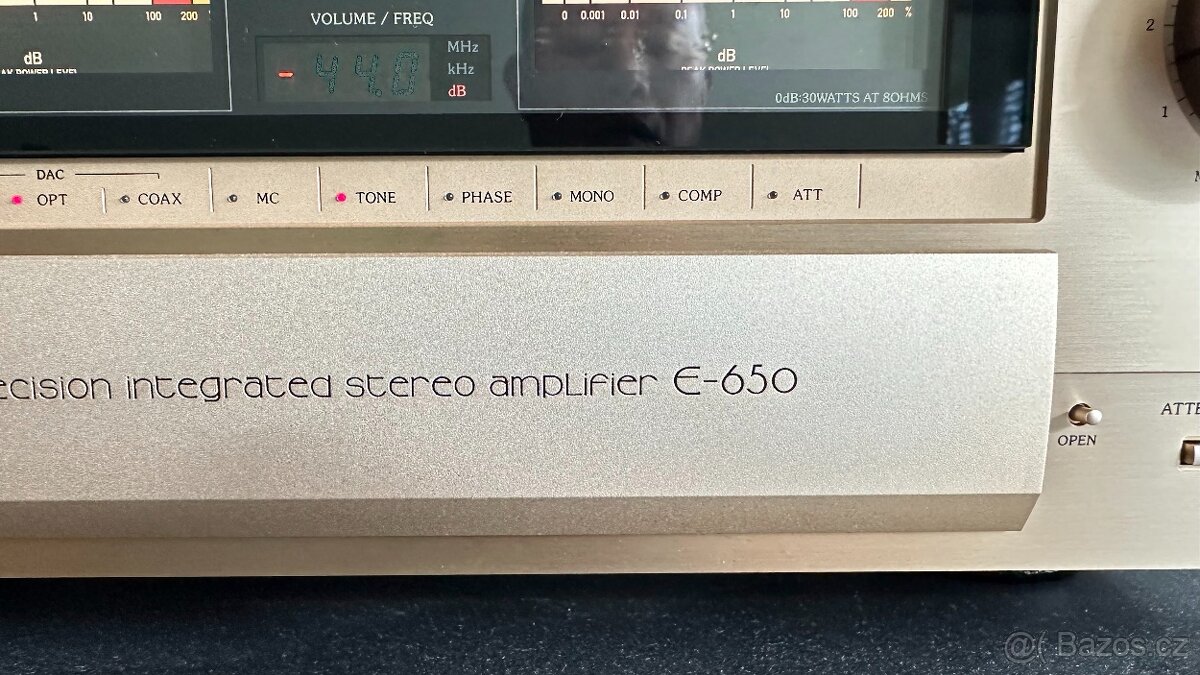 10 100 200
dB
VOLUME / FREQ
- 44.0
MHz
kHz
dB
0 0.001 0.01 0.1 1 10 100 200 %
dB
0dB:30WATTS AT 8OHMS
2
1
DAC
OPT COAX MC TONE PHASE MONO COMP ATT
ecision integrated stereo amplifier E-650
OPEN
ATTE
@( Bazos.cz